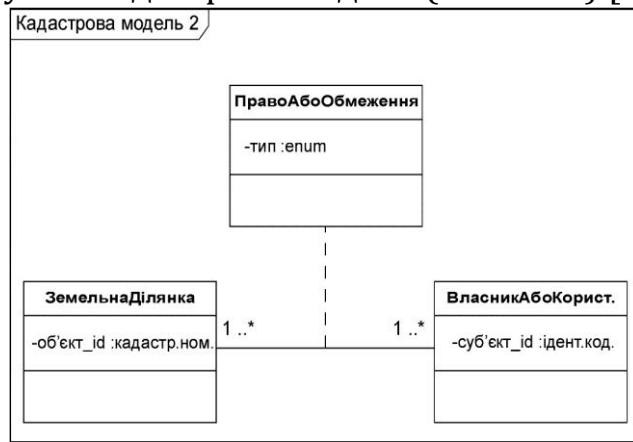 Кадастрова модель 2
ПравоАбоОбмеження
-тип :enum
ЗемельнаДілянка
-об'єкт_id :кадастр.ном.
1 ..*
1 ..*
ВласникАбоКорист.
-суб'єкт_id :ідент.код.